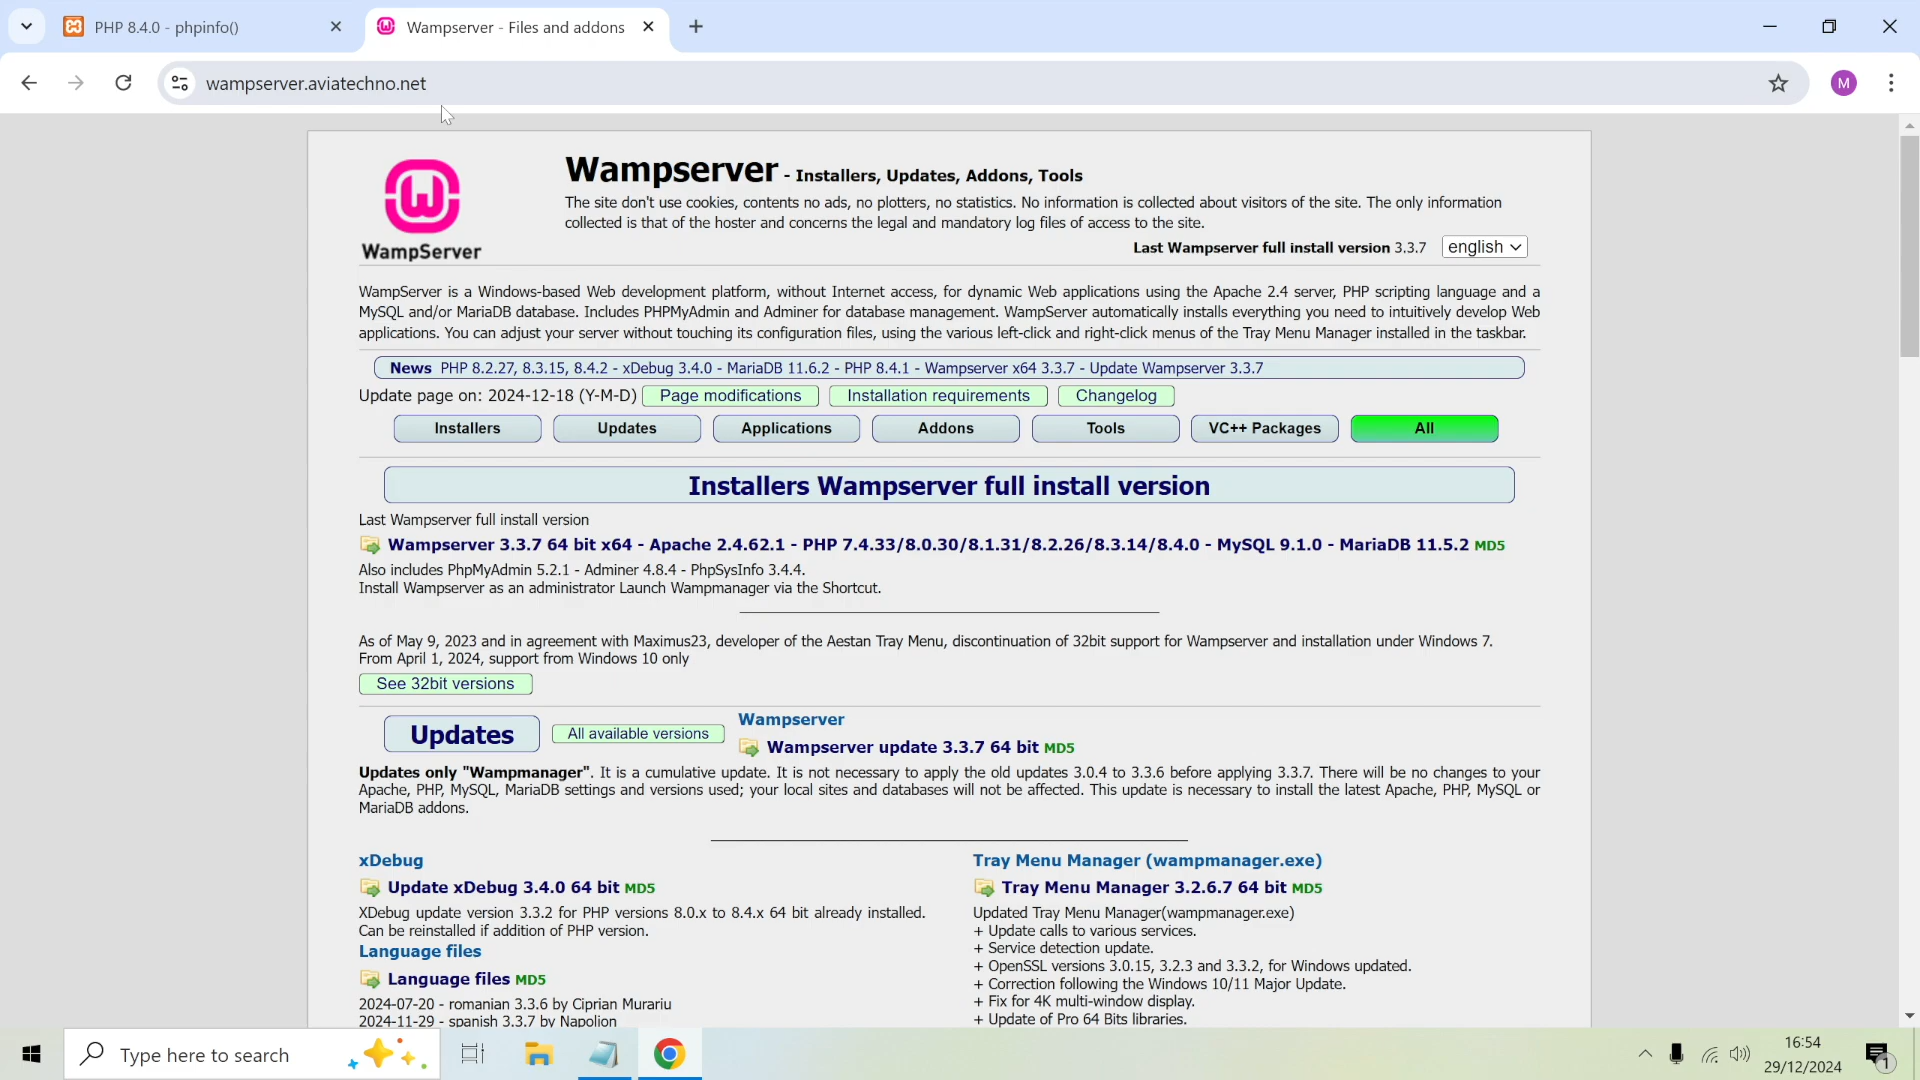 PHP 8.4.0 - phpinfo()
Wampserver - Files and addons
wampserver.aviatechno.net
M
WampServer
Wampserver - Installers, Updates, Addons, Tools
The site don't use cookies, contents no ads, no plotters, no statistics. No information is collected about visitors of the site. The only information
collected is that of the hoster and concerns the legal and mandatory log files of access to the site.
Last Wampserver full install version 3.3.7 english
WampServer is a Windows-based Web development platform, without Internet access, for dynamic Web applications using the Apache 2.4 server, PHP scripting language and a
MySQL and/or MariaDB database. Includes PHPMyAdmin and Adminer for database management. WampServer automatically installs everything you need to intuitively develop Web
applications. You can adjust your server without touching its configuration files, using the various left-click and right-click menus of the Tray Menu Manager installed in the taskbar.
News PHP 8.2.27, 8.3.15, 8.4.2 - xDebug 3.4.0 - MariaDB 11.6.2 - PHP 8.4.1 - Wampserver x64 3.3.7 - Update Wampserver 3.3.7
Update page on: 2024-12-18 (Y-M-D) Page modifications Installation requirements Changelog
Installers Updates Applications Addons Tools VC++ Packages All
Installers Wampserver full install version
Last Wampserver full install version
Wampserver 3.3.7 64 bit x64 - Apache 2.4.62.1 - PHP 7.4.33/8.0.30/8.1.31/8.2.26/8.3.14/8.4.0 - MySQL 9.1.0 - MariaDB 11.5.2 MD5
Also includes PhpMyAdmin 5.2.1 - Adminer 4.8.4 - PhpSysInfo 3.4.4.
Install Wampserver as an administrator Launch Wampmanager via the Shortcut.
As of May 9, 2023 and in agreement with Maximus23, developer of the Aestan Tray Menu, discontinuation of 32bit support for Wampserver and installation under Windows 7.
From April 1, 2024, support from Windows 10 only
See 32bit versions
Updates All available versions
Wampserver
Wampserver update 3.3.7 64 bit MD5
Updates only "Wampmanager". It is a cumulative update. It is not necessary to apply the old updates 3.0.4 to 3.3.6 before applying 3.3.7. There will be no changes to your
Apache, PHP, MySQL, MariaDB settings and versions used; your local sites and databases will not be affected. This update is necessary to install the latest Apache, PHP, MySQL or
MariaDB addons.
xDebug
Update xDebug 3.4.0 64 bit MD5
XDebug update version 3.3.2 for PHP versions 8.0.x to 8.4.x 64 bit already installed.
Can be reinstalled if addition of PHP version.
Language files
Language files MD5
2024-07-20 - romanian 3.3.6 by Ciprian Murariu
2024-11-29 - spanish 3.3.7 by Napolion
Tray Menu Manager (wampmanager.exe)
Tray Menu Manager 3.2.6.7 64 bit MD5
Updated Tray Menu Manager(wampmanager.exe)
+ Update calls to various services.
+ Service detection update.
+ OpenSSL versions 3.0.15, 3.2.3 and 3.3.2, for Windows updated.
+ Correction following the Windows 10/11 Major Update.
+ Fix for 4K multi-window display.
+ Update of Pro 64 Bits libraries.
Type here to search
16:54
29/12/2024
1